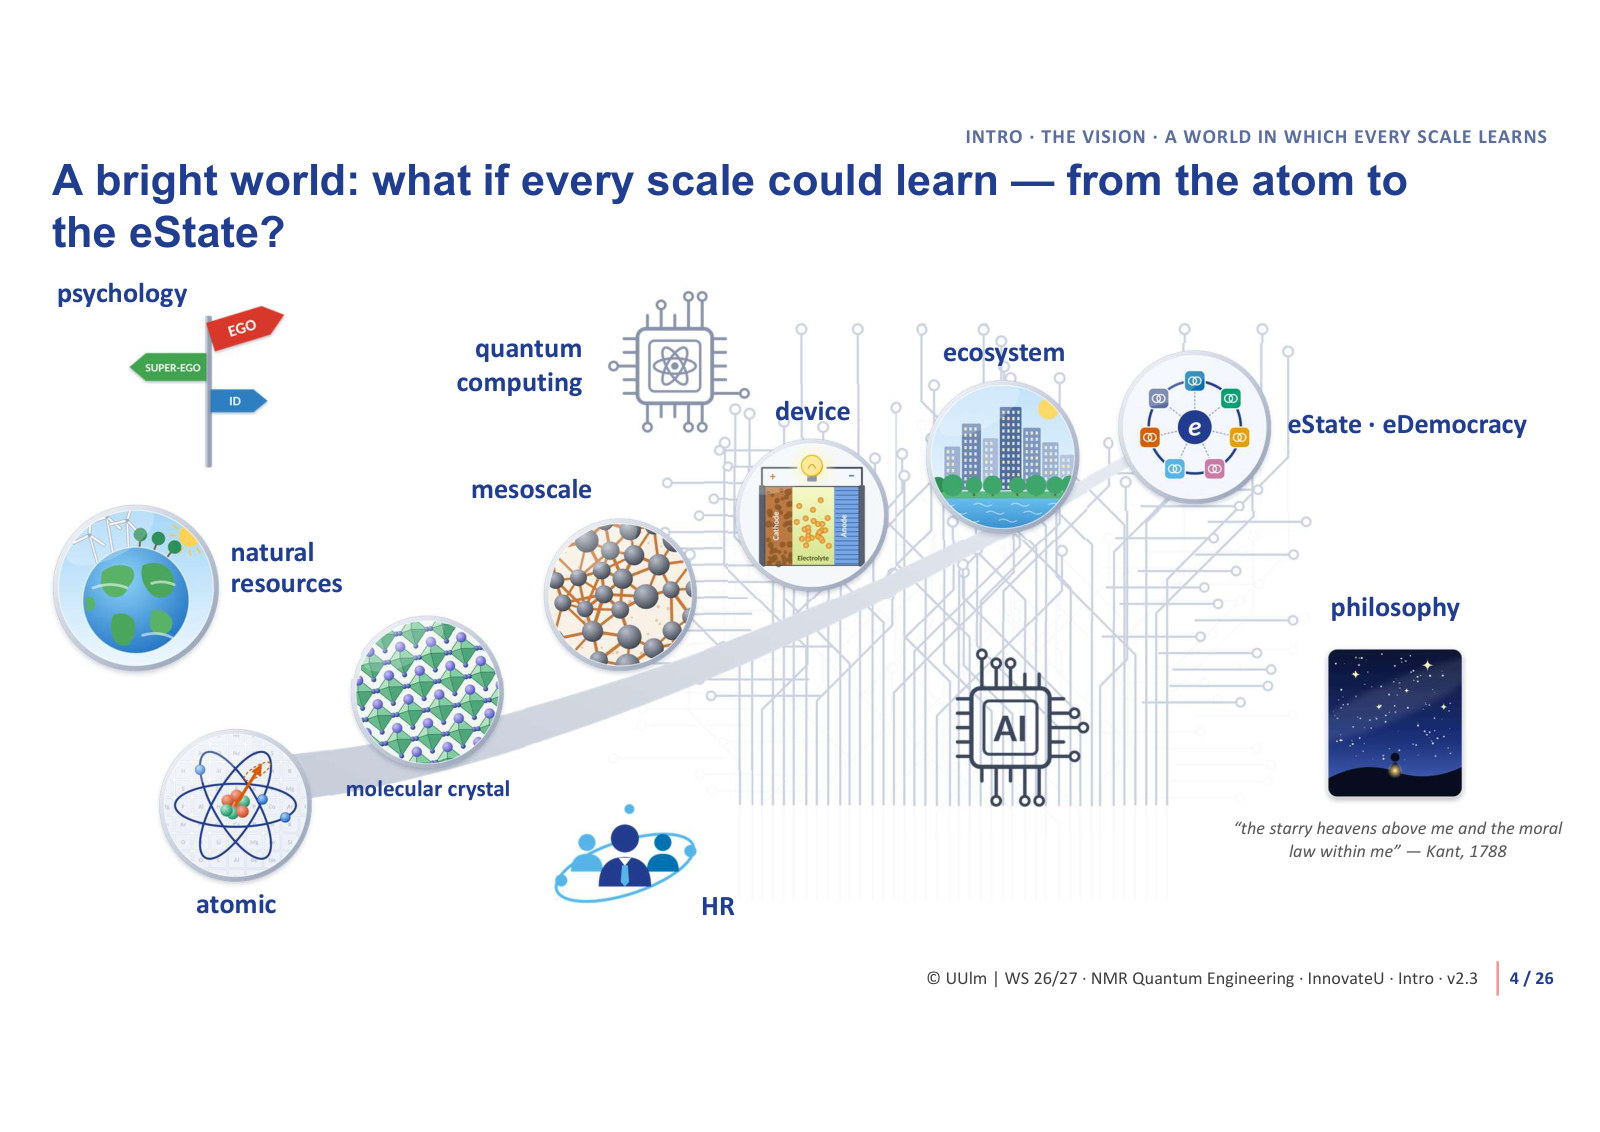 INTRO · THE VISION · A WORLD IN WHICH EVERY SCALE LEARNS
A bright world: what if every scale could learn — from the atom to
the eState?
psychology
EGO
SUPER-EGO
ID
quantum
computing
ecosystem
device
eState · eDemocracy
e
mesoscale
+
−
Cathode
Electrolyte
Anode
natural
resources
philosophy
AI
molecular crystal
“the starry heavens above me and the moral
law within me” — Kant, 1788
atomic
HR
© UUlm | WS 26/27 · NMR Quantum Engineering · InnovateU · Intro · v2.3
4 / 26